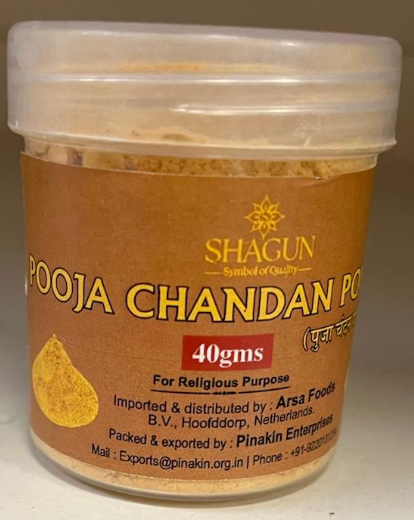 SHAGUN
Symbol of Quality
POOJA CHANDAN PO
(पुजा चंदन
40gms
For Religious Purpose
Imported & distributed by : Arsa Foods
B.V., Hoofddorp, Netherlands.
Packed & exported by : Pinakin Enterprises
Mail : Exports@pinakin.org.in | Phone :